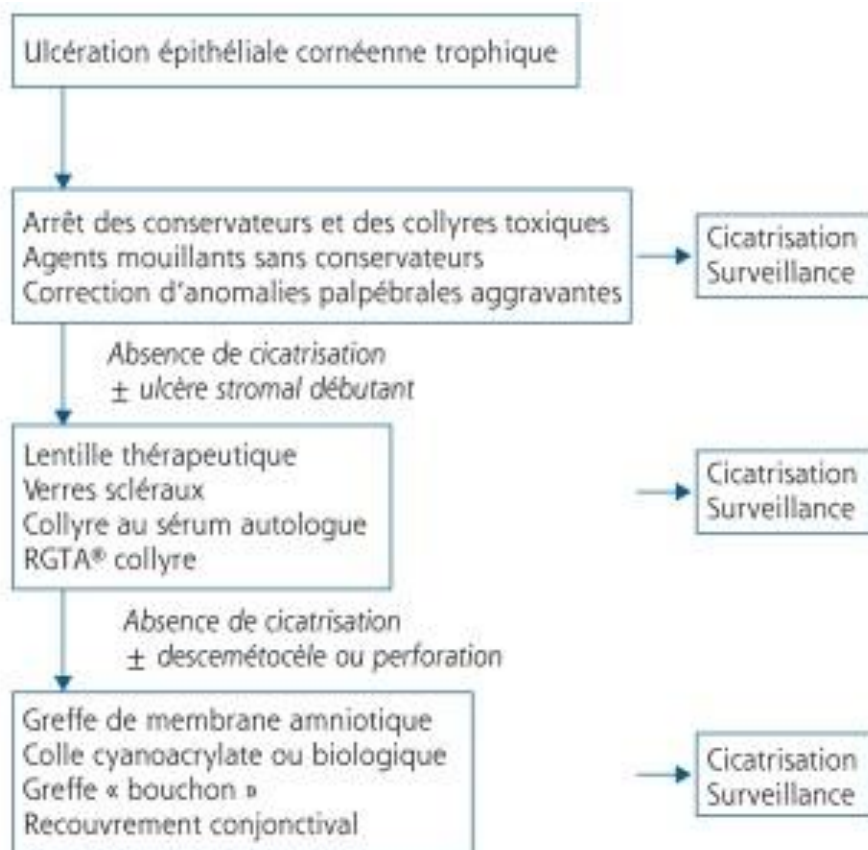 Ulcération épithéliale cornéenne trophique
Arrêt des conservateurs et des collyres toxiques
Agents mouillants sans conservateurs
Correction d'anomalies palpébrales aggravantes
Cicatrisation
Surveillance
Absence de cicatrisation
± ulcère stromal débutant
Lentille thérapeutique
Verres scléraux
Collyre au sérum autologue
RGTA® collyre
Cicatrisation
Surveillance
Absence de cicatrisation
± descemétocèle ou perforation
Greffe de membrane amniotique
Colle cyanoacrylate ou biologique
Greffe « bouchon »
Recouvrement conjonctival
Cicatrisation
Surveillance